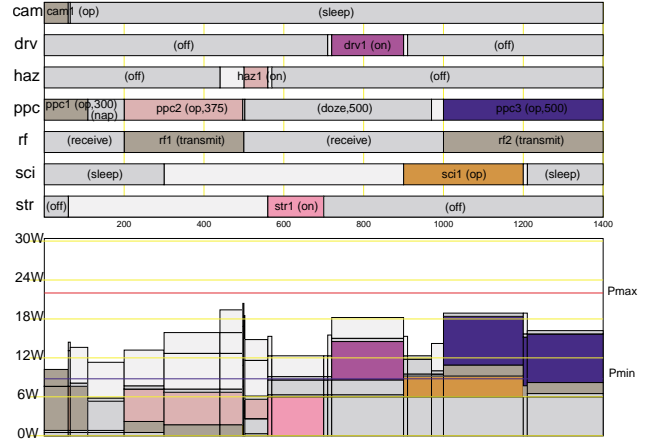 cam cam1 (op) (sleep)
drv (off) drv1 (on) (off)
haz (off) haz1 (on) (off)
ppc ppc1 (op,300) (nap) ppc2 (op,375) (doze,500) ppc3 (op,500)
rf (receive) rf1 (transmit) (receive) rf2 (transmit)
sci (sleep) sci1 (op) (sleep)
str (off) str1 (on) (off)
200 400 600 800 1000 1200 1400
30W
24W
Pmax
18W
12W
Pmin
6W
0W